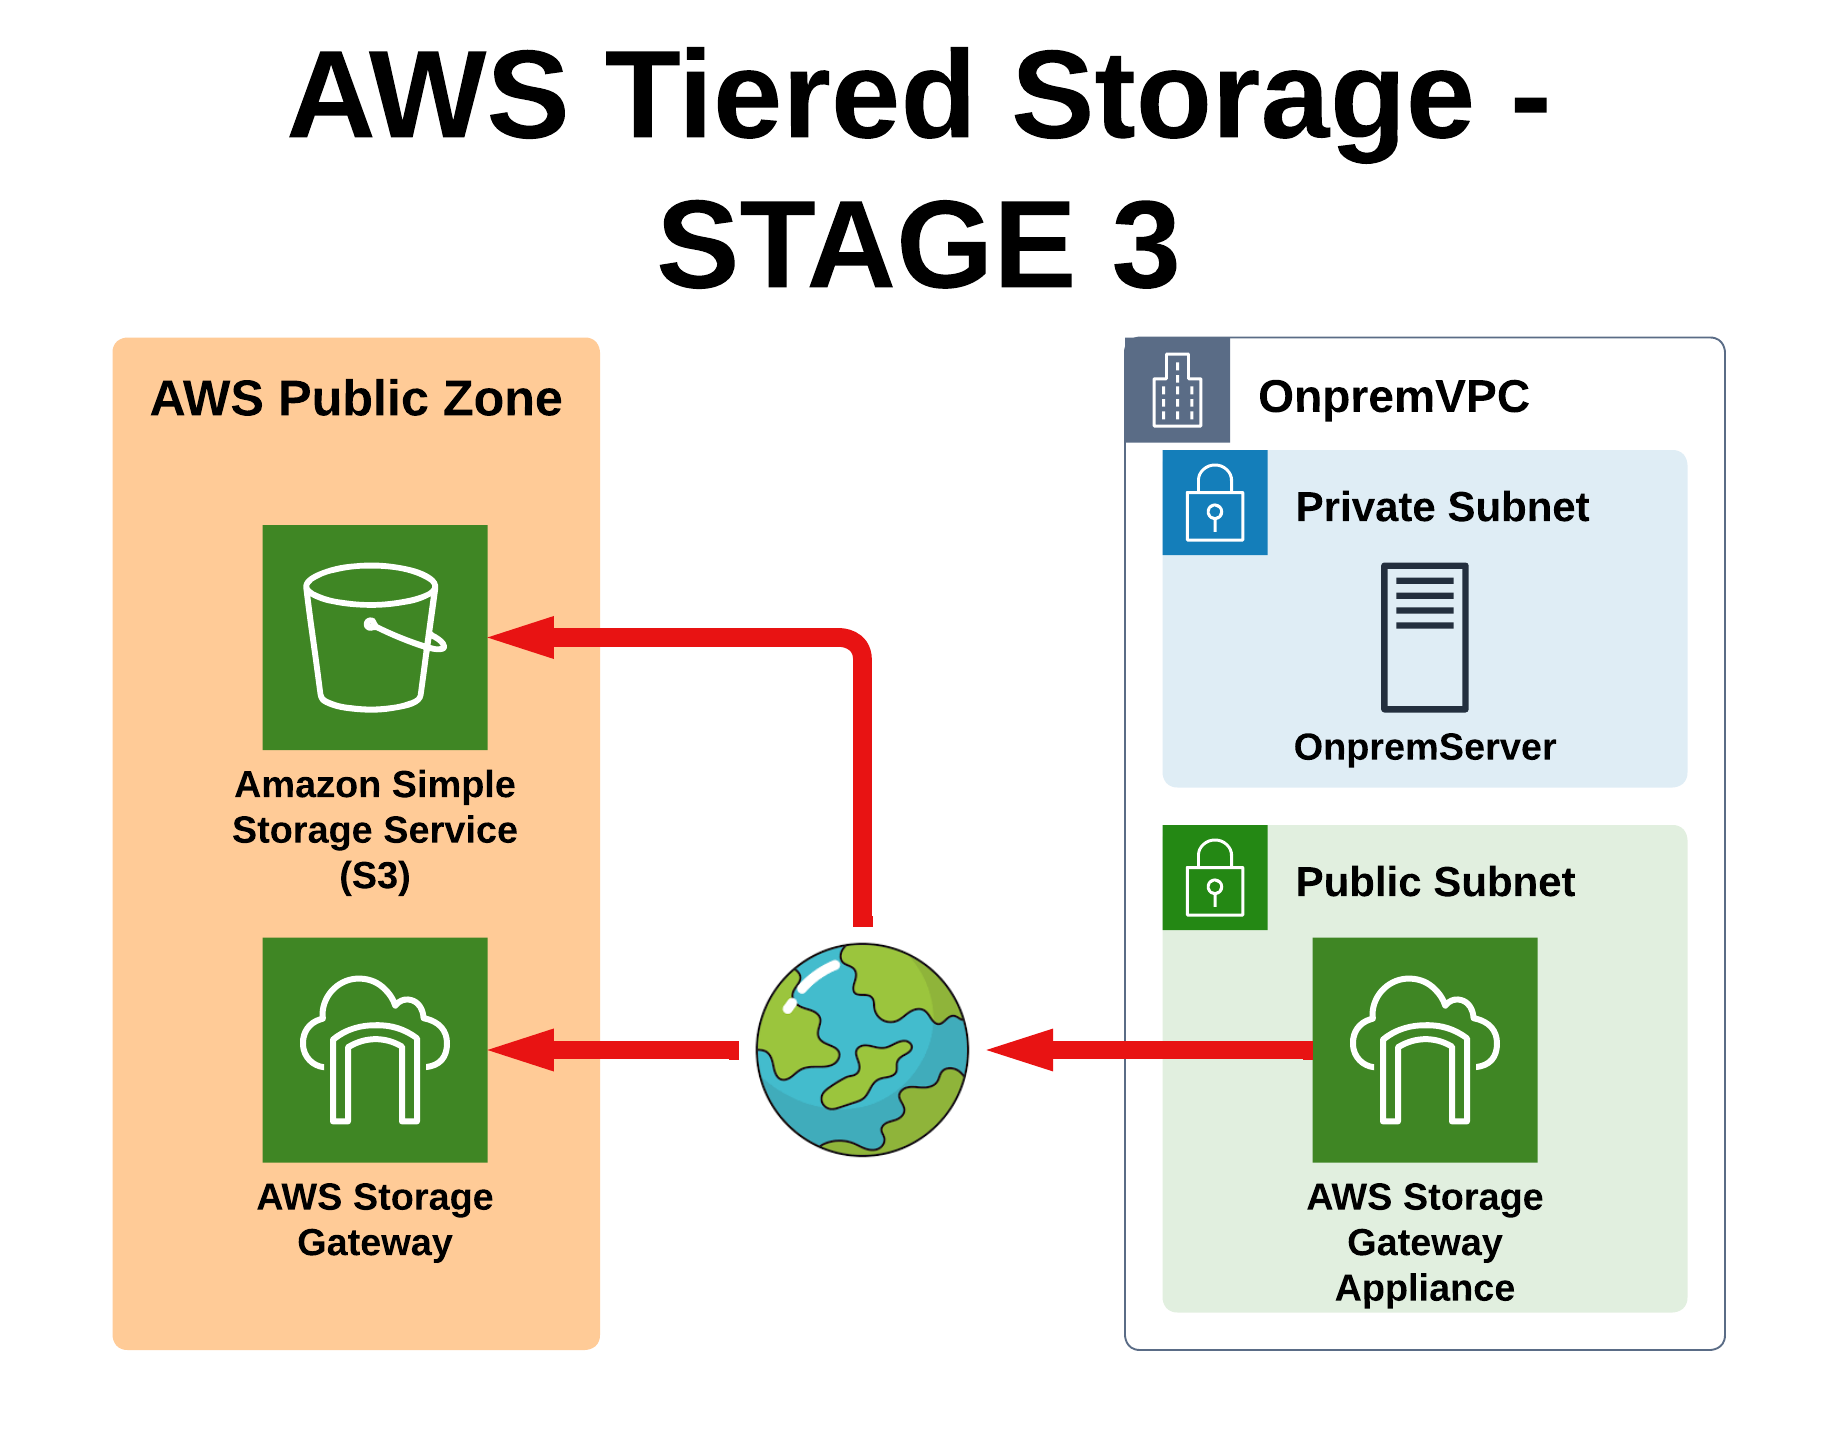 AWS Tiered Storage -
STAGE 3
AWS Public Zone
Amazon Simple
Storage Service
(S3)
AWS Storage
Gateway
OnpremVPC
Private Subnet
OnpremServer
Public Subnet
AWS Storage
Gateway
Appliance